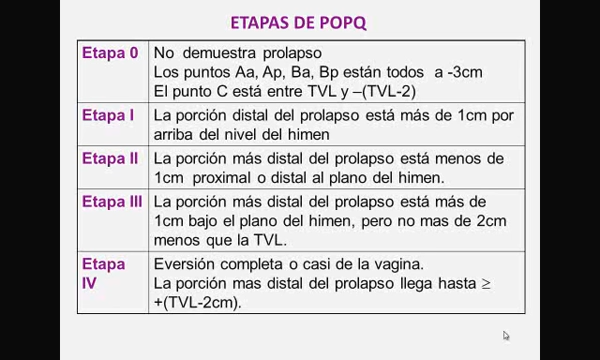 ETAPAS DE POPQ
Etapa 0
No demuestra prolapso
Los puntos Aa, Ap, Ba, Bp están todos a -3cm
El punto C está entre TVL y –(TVL-2)
Etapa I
La porción distal del prolapso está más de 1cm por
arriba del nivel del himen
Etapa II
La porción más distal del prolapso está menos de
1cm proximal o distal al plano del himen.
Etapa III
La porción más distal del prolapso está más de
1cm bajo el plano del himen, pero no mas de 2cm
menos que la TVL.
Etapa
IV
Eversión completa o casi de la vagina.
La porción mas distal del prolapso llega hasta ≥
+(TVL-2cm).